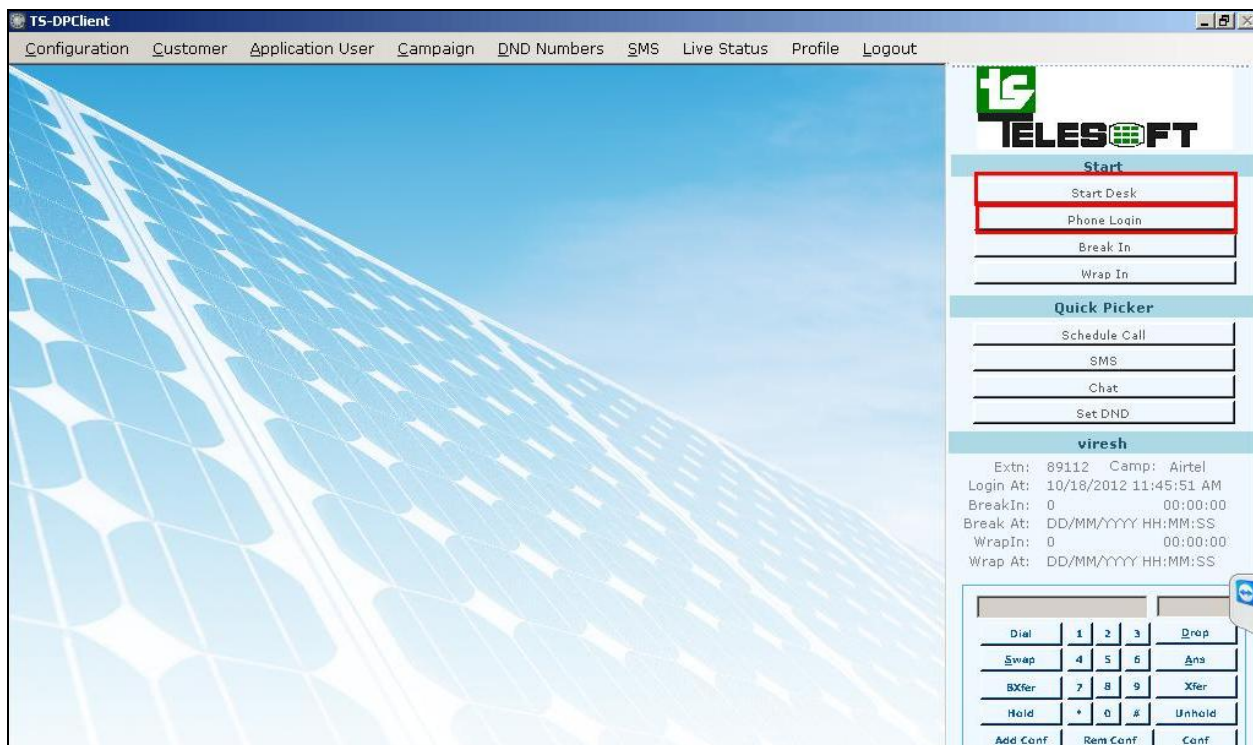 TS-DPClient
Configuration Customer Application User Campaign DND Numbers SMS Live Status Profile Logout
ts
TELESOFT
Start
Start Desk
Phone Login
Break In
Wrap In
Quick Picker
Schedule Call
SMS
Chat
Set DND
viresh
Extn: 89112 Camp: Airtel
Login At: 10/18/2012 11:45:51 AM
BreakIn: 0 00:00:00
Break At: DD/MM/YYYY HH:MM:SS
WrapIn: 0 00:00:00
Wrap At: DD/MM/YYYY HH:MM:SS
Dial 1 2 3 Drop
Swap 4 5 6 Ans
BXfer 7 8 9 Xfer
Hold * 0 # Unhold
Add Conf Rem Conf Conf